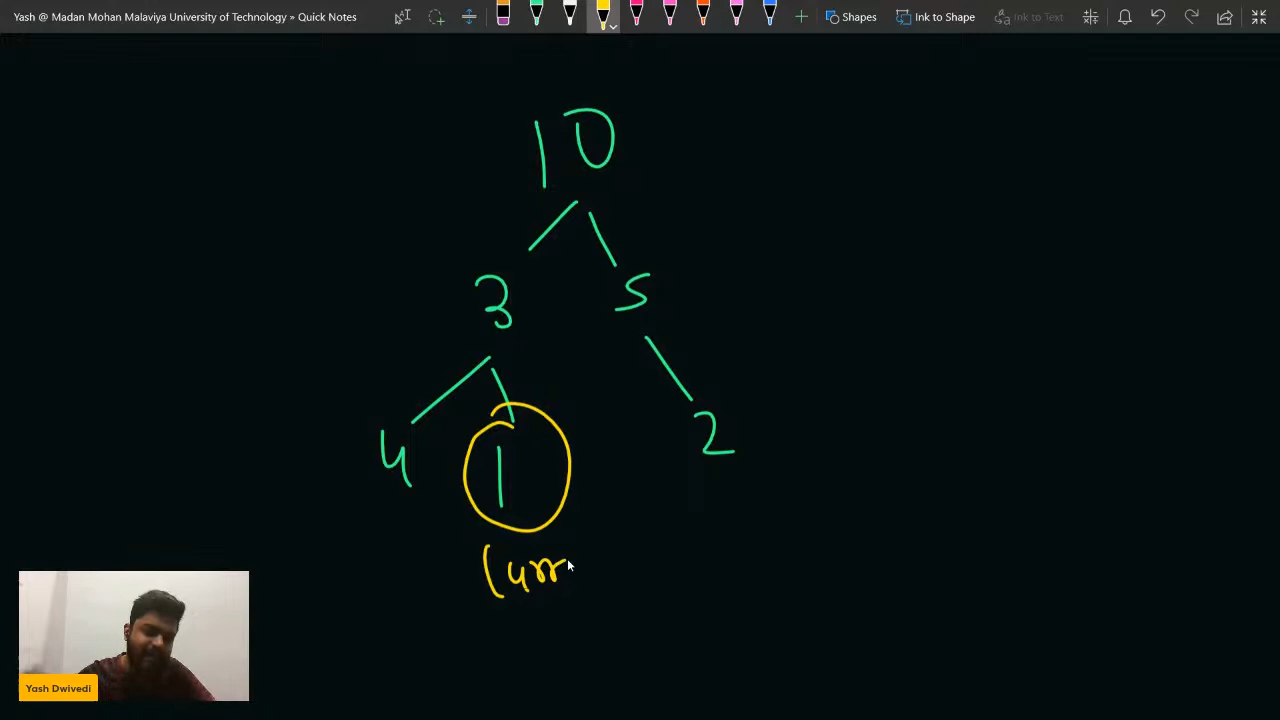 Yash @ Madan Mohan Malaviya University of Technology » Quick Notes
Shapes
Ink to Shape
Ink to Text
10
3 5
4 1 2
Curr
Yash Dwivedi